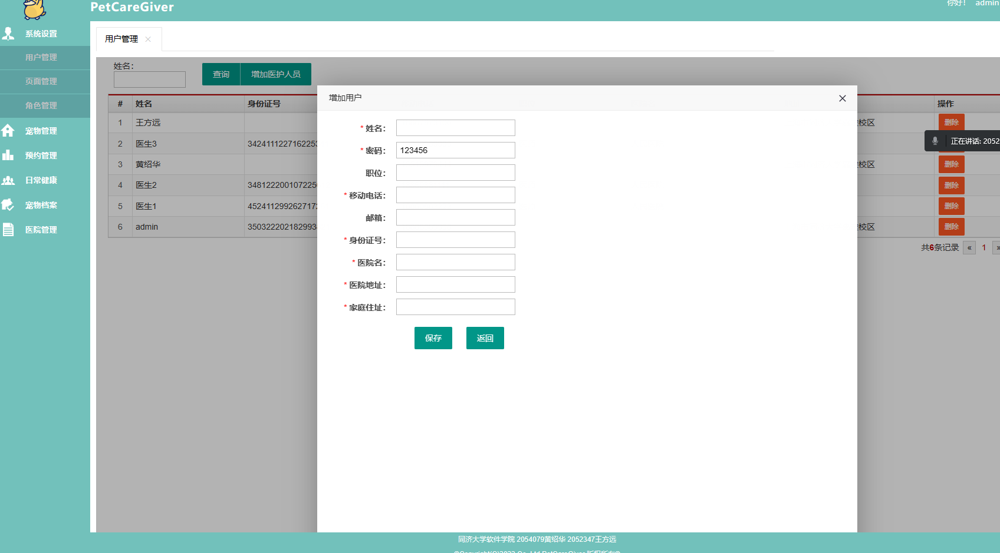 PetCareGiver
你好！ admin
系统设置
用户管理
页面管理
角色管理
宠物管理
预约管理
日常健康
宠物档案
医院管理
用户管理
姓名：
查询 增加医护人员
# 姓名 身份证号 操作
1 王方远 校区 删除
2 医生3 342411122716225
正在讲话: 2052
3 黄绍华 校区 删除
4 医生2 348122200107225 删除
5 医生1 452411299262717 删除
6 admin 350322202182993 校区 删除
共6条记录 « 1 »
增加用户
* 姓名：
* 密码： 123456
职位：
* 移动电话：
邮箱：
* 身份证号：
* 医院名：
* 医院地址：
* 家庭住址：
保存 返回
同济大学软件学院 2054079黄绍华 2052347王方远